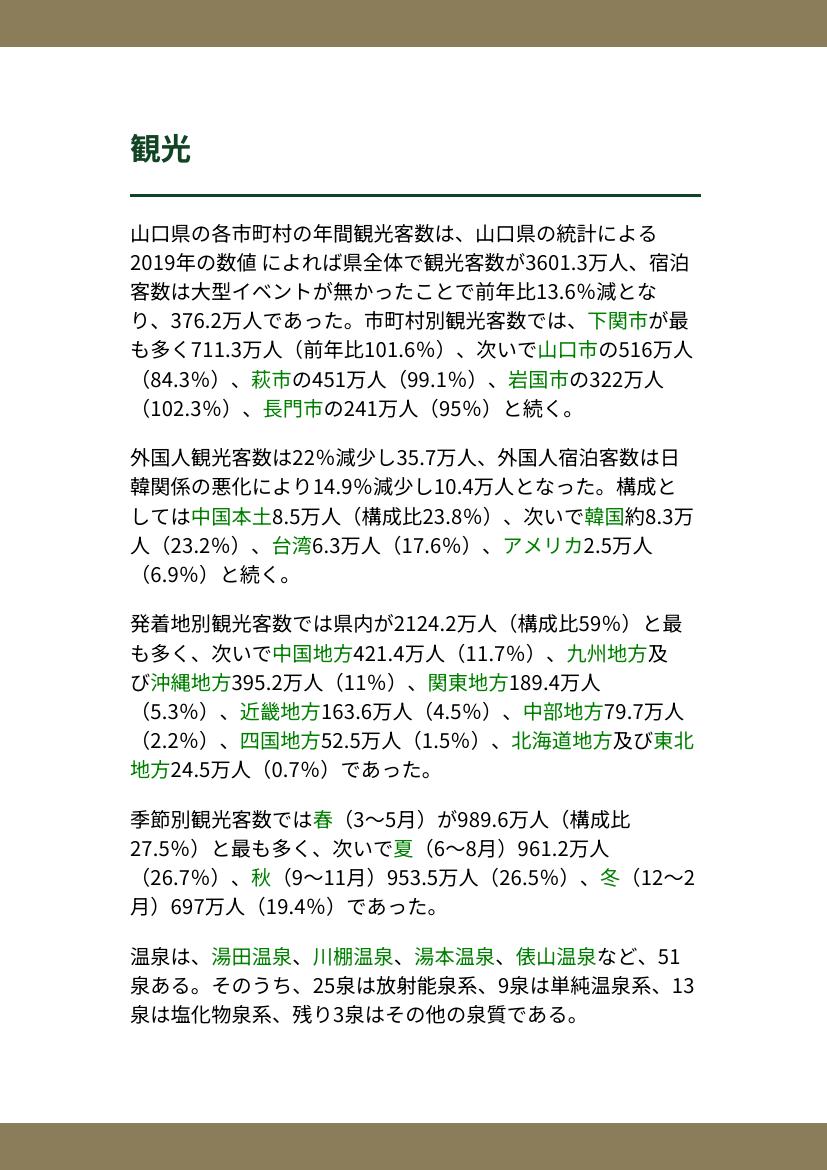 観光
山口県の各市町村の年間観光客数は、山口県の統計による
2019年の数値 によれば県全体で観光客数が3601.3万人、宿泊
客数は大型イベントが無かったことで前年比13.6％減とな
り、376.2万人であった。市町村別観光客数では、下関市が最
も多く711.3万人（前年比101.6％）、次いで山口市の516万人
（84.3％）、萩市の451万人（99.1％）、岩国市の322万人
（102.3％）、長門市の241万人（95％）と続く。
外国人観光客数は22％減少し35.7万人、外国人宿泊客数は日
韓関係の悪化により14.9％減少し10.4万人となった。構成と
しては中国本土8.5万人（構成比23.8％）、次いで韓国約8.3万
人（23.2％）、台湾6.3万人（17.6％）、アメリカ2.5万人
（6.9％）と続く。
発着地別観光客数では県内が2124.2万人（構成比59％）と最
も多く、次いで中国地方421.4万人（11.7％）、九州地方及
び沖縄地方395.2万人（11％）、関東地方189.4万人
（5.3％）、近畿地方163.6万人（4.5％）、中部地方79.7万人
（2.2％）、四国地方52.5万人（1.5％）、北海道地方及び東北
地方24.5万人（0.7％）であった。
季節別観光客数では春（3〜5月）が989.6万人（構成比
27.5％）と最も多く、次いで夏（6〜8月）961.2万人
（26.7％）、秋（9〜11月）953.5万人（26.5％）、冬（12〜2
月）697万人（19.4％）であった。
温泉は、湯田温泉、川棚温泉、湯本温泉、俵山温泉など、51
泉ある。そのうち、25泉は放射能泉系、9泉は単純温泉系、13
泉は塩化物泉系、残り3泉はその他の泉質である。